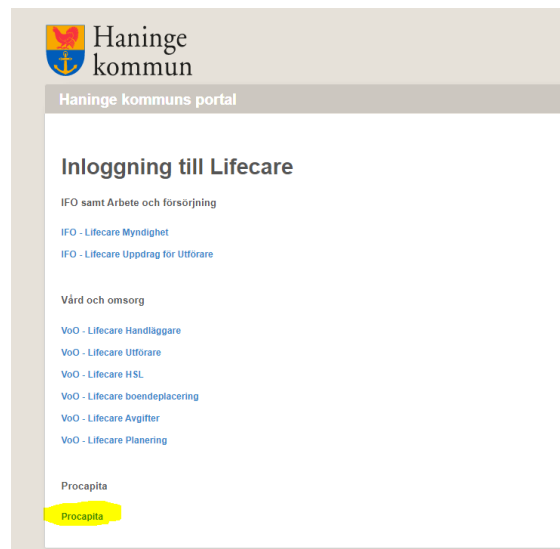 Haninge
kommun
Haninge kommuns portal
Inloggning till Lifecare
IFO samt Arbete och försörjning
IFO - Lifecare Myndighet
IFO - Lifecare Uppdrag för Utförare
Vård och omsorg
VoO - Lifecare Handläggare
VoO - Lifecare Utförare
VoO - Lifecare HSL
VoO - Lifecare boendeplacering
VoO - Lifecare Avgifter
VoO - Lifecare Planering
Procapita
Procapita